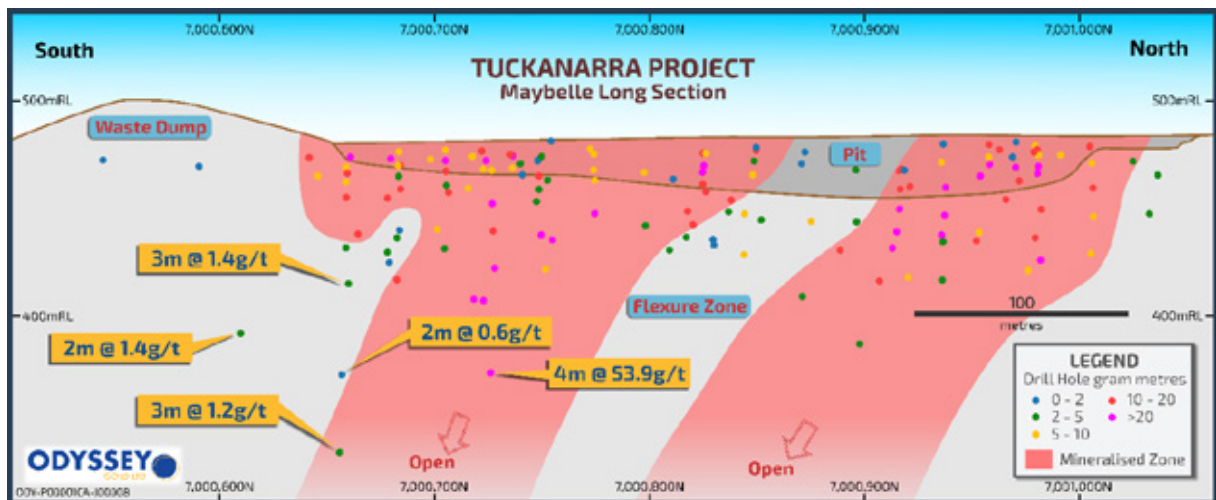 7,000,600N
7,000,700N
7,000,800N
7,000,900N
7,001,000N
South
North
TUCKANARRA PROJECT
Maybelle Long Section
500mRL
500mRL
Waste Dump
Pit
3m @ 1.4g/t
Flexure Zone
100
metres
400mRL
400mRL
2m @ 0.6g/t
2m @ 1.4g/t
4m @ 53.9g/t
3m @ 1.2g/t
LEGEND
Drill Hole gram metres
0 - 2
10 - 20
2 - 5
>20
5 - 10
Mineralised Zone
Open
Open
ODYSSEY
GOLD LTD
7,000,600N
7,000,700N
7,000,800N
7,000,900N
7,001,000N